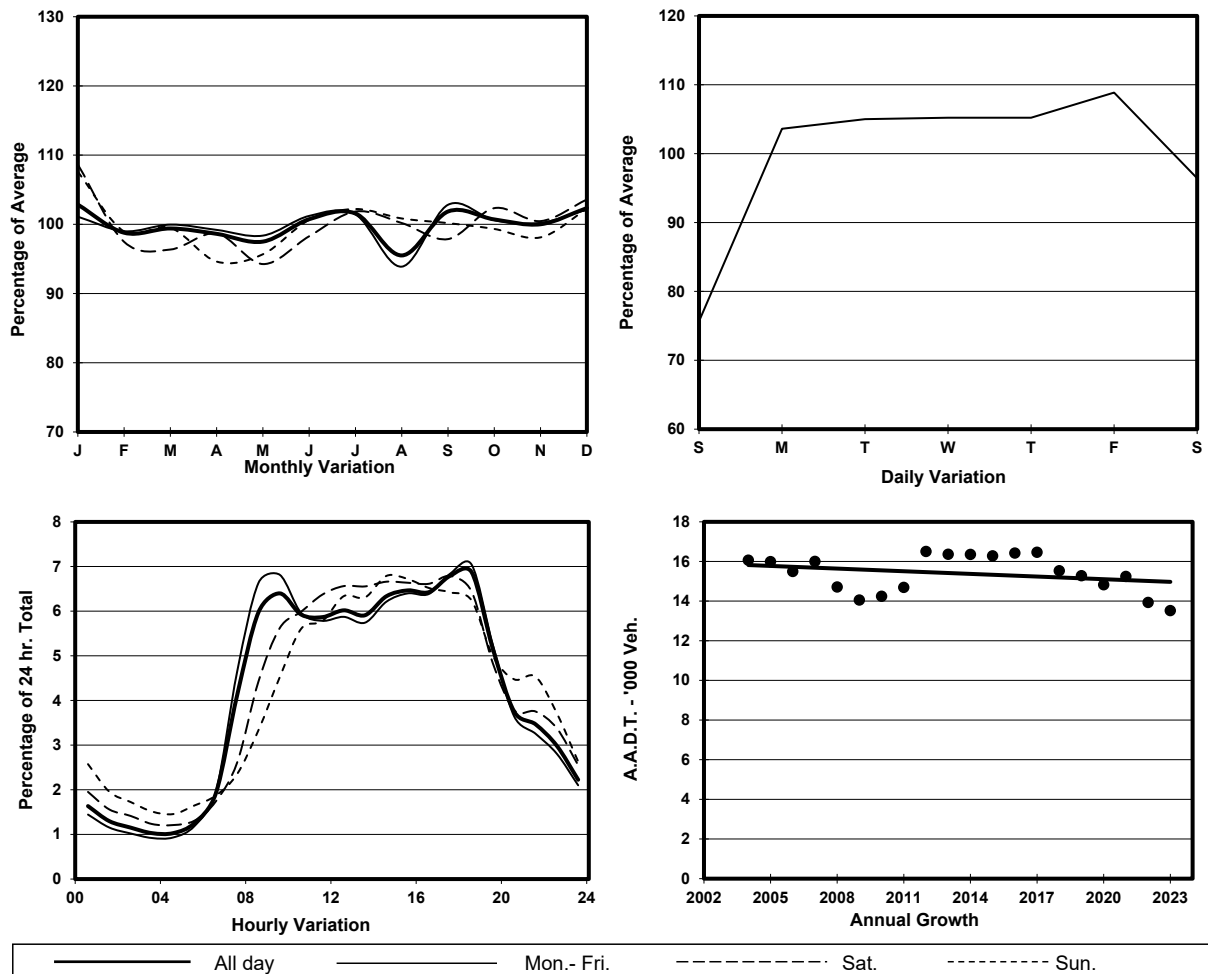 130
120
110
100
90
80
70
Percentage of Average
J F M A M J J A S O N D
Monthly Variation
120
110
100
90
80
70
60
Percentage of Average
S M T W T F S
Daily Variation
8
7
6
5
4
3
2
1
0
Percentage of 24 hr. Total
00 04 08 12 16 20 24
Hourly Variation
18
16
14
12
10
8
6
4
2
0
A.A.D.T. - '000 Veh.
2002 2005 2008 2011 2014 2017 2020 2023
Annual Growth
All day Mon.- Fri. Sat. Sun.